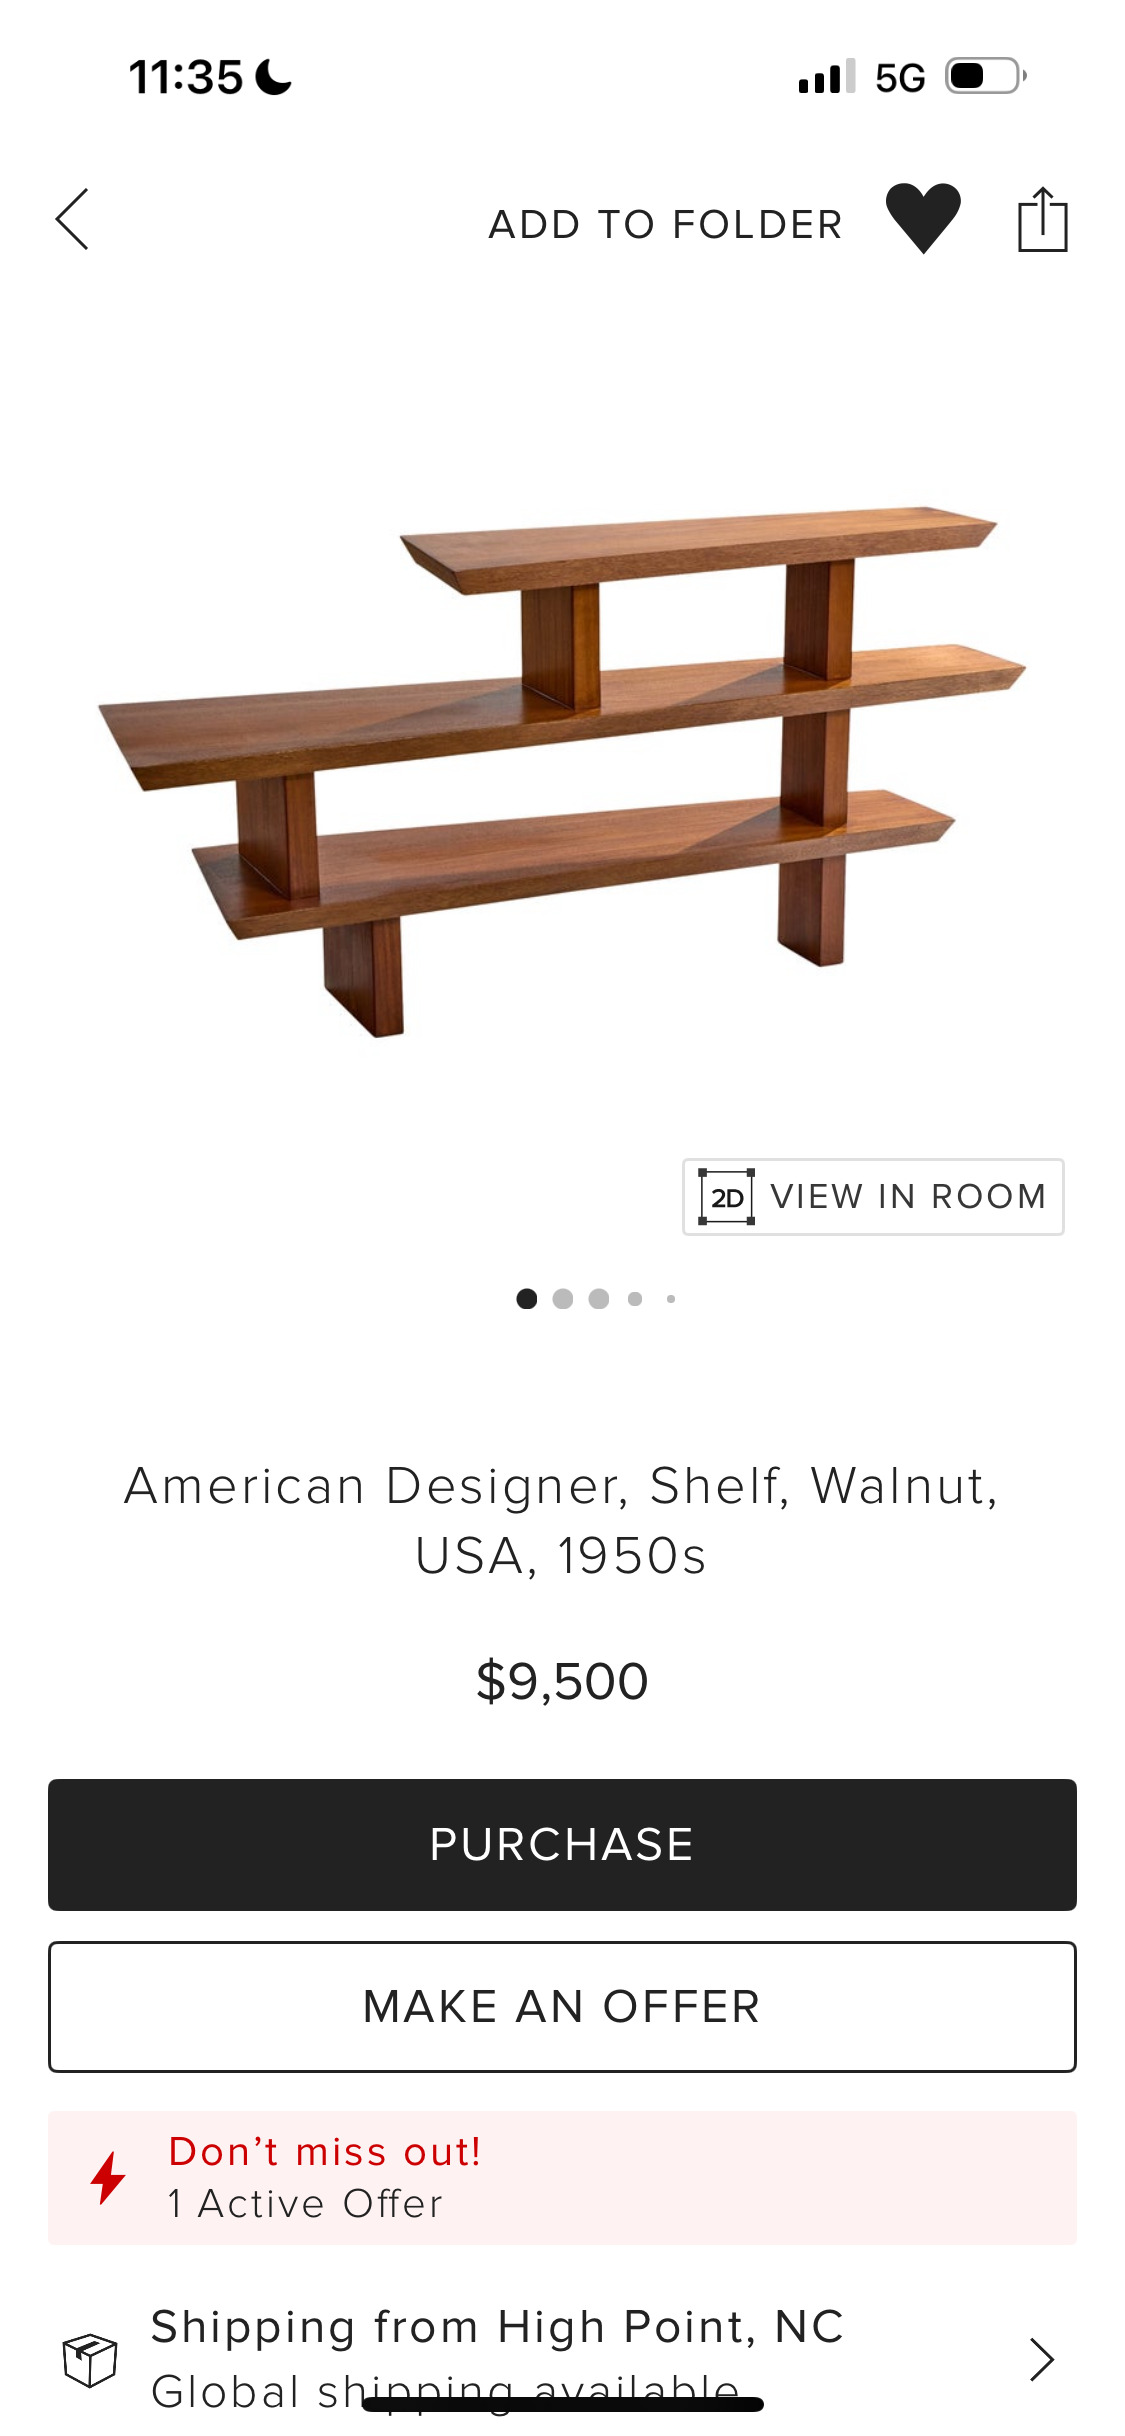 11:35
5G
ADD TO FOLDER
2D VIEW IN ROOM
American Designer, Shelf, Walnut,
USA, 1950s
$9,500
PURCHASE
MAKE AN OFFER
Don’t miss out!
1 Active Offer
Shipping from High Point, NC
Global shipping available